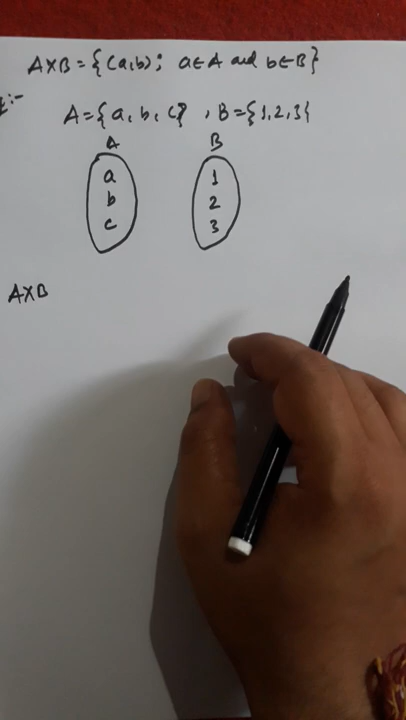 A×B = {(a,b); a∈A and b∈B}
A={a, b, c} , B={1,2,3}
A B
a 1
b 2
c 3
A×B